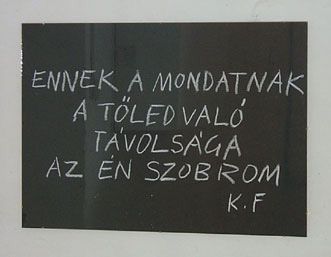 ENNEK A MONDATNAK
A TŐLED VALÓ
TÁVOLSÁGA
AZ ÉN SZOBROM
K.F